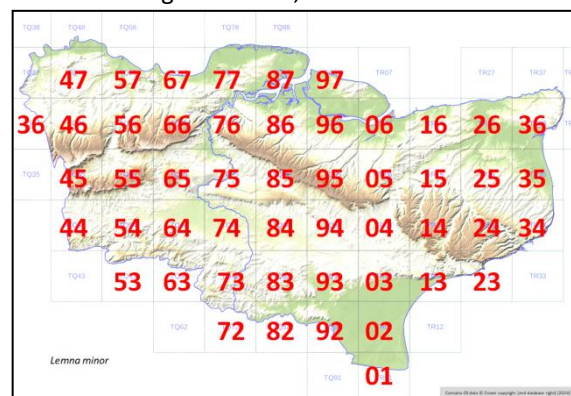 TQ38 TQ48 TQ58 TQ78 TQ88
47 57 67 77 87 97 TR07 TR27 TR37
36 46 56 66 76 86 96 06 16 26 36
TQ35 45 55 65 75 85 95 05 15 25 35
44 54 64 74 84 94 04 14 24 34
TQ43 53 63 73 83 93 03 13 23 TR33
TQ62 72 82 92 02 TR12
Lemna minor
TQ91 01